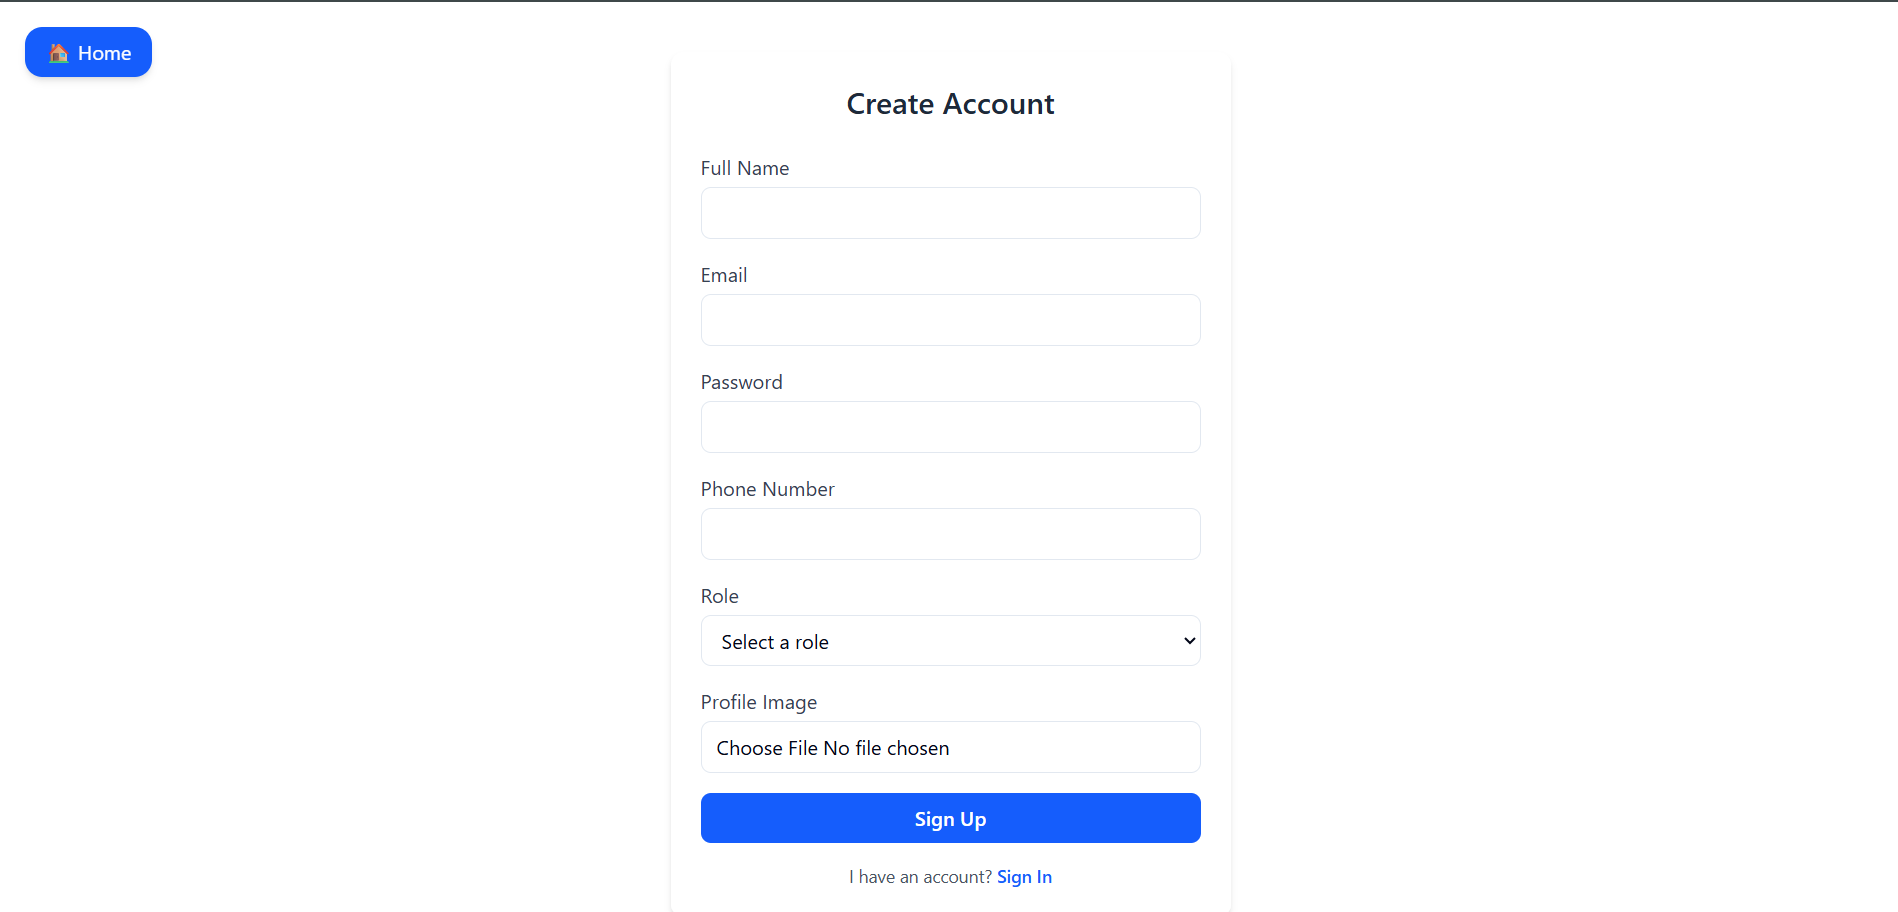 🏠 Home
Create Account
Full Name
Email
Password
Phone Number
Role
Select a role
Profile Image
Choose File No file chosen
Sign Up
I have an account? Sign In